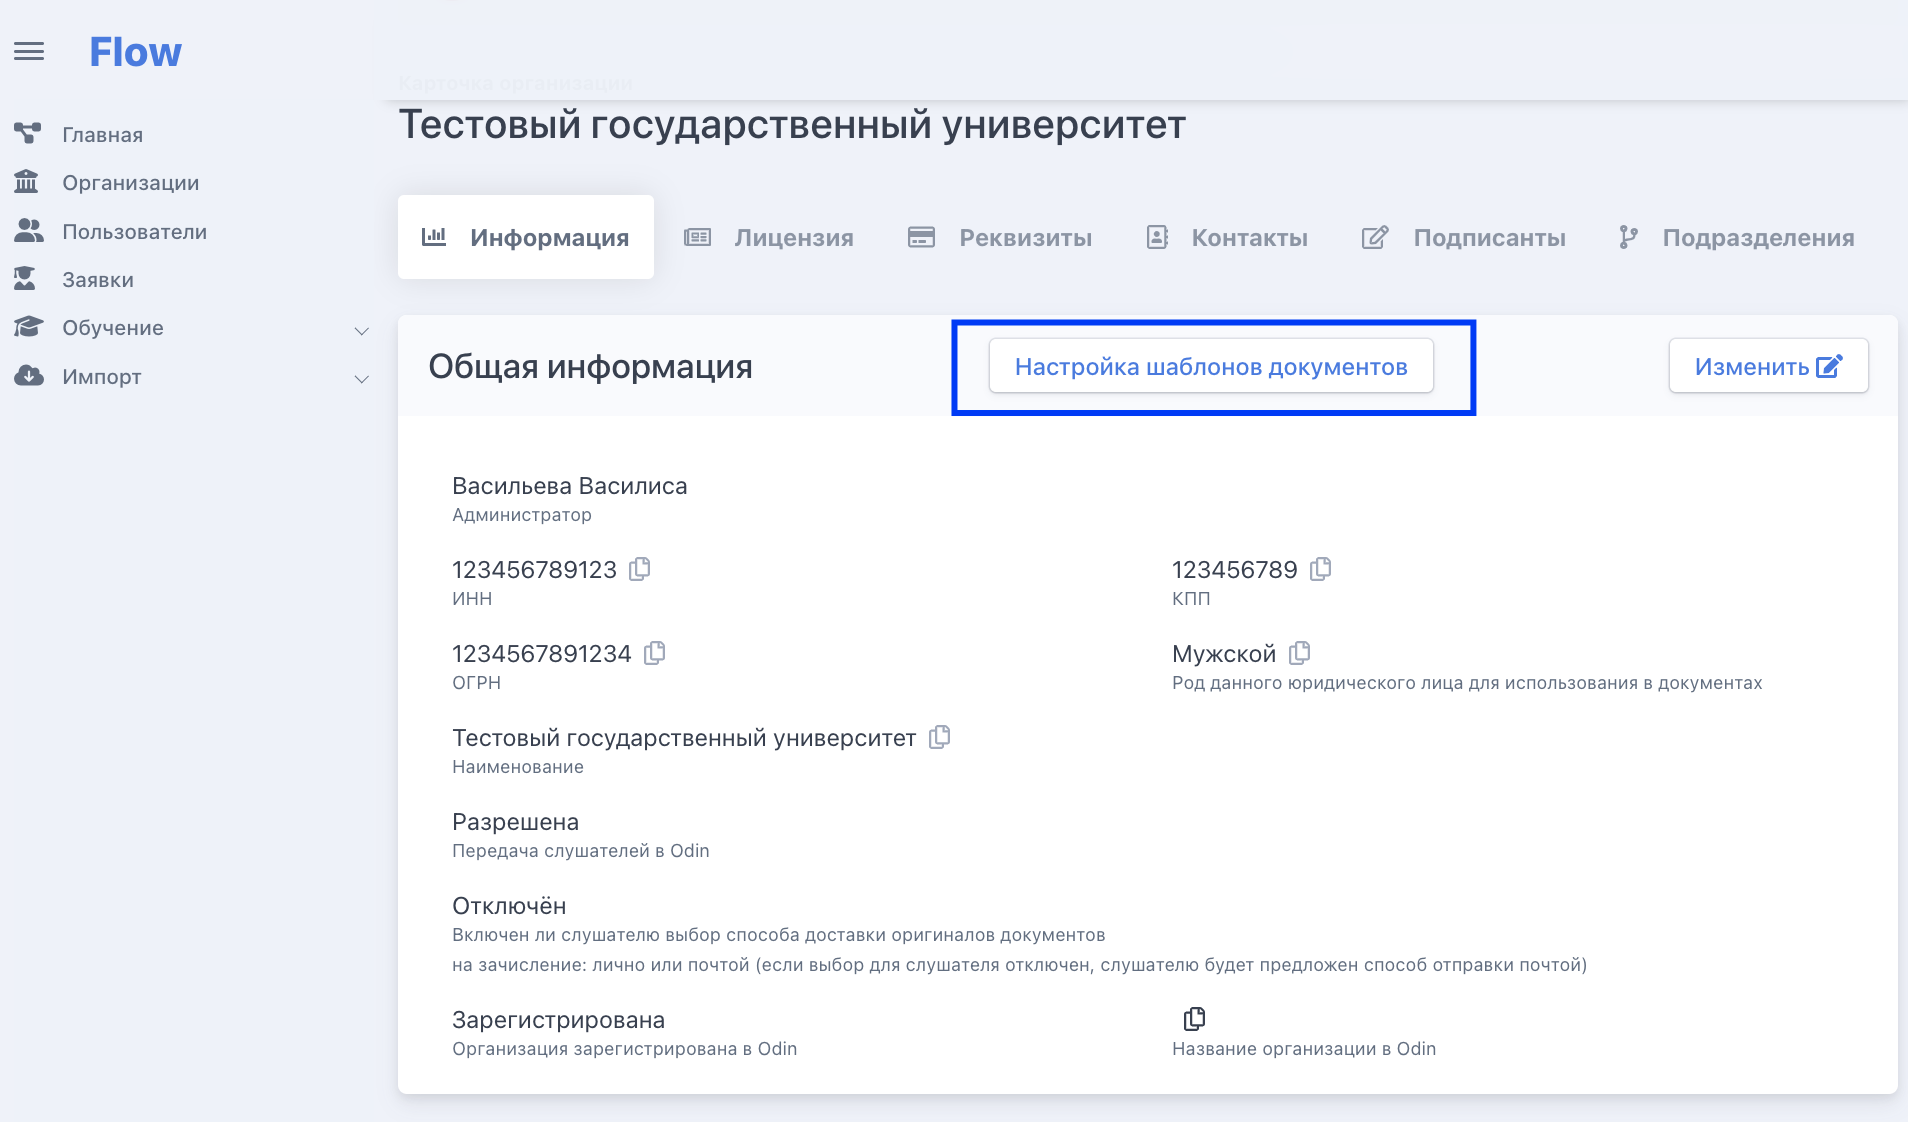 Flow
Карточка организации
Тестовый государственный университет
Главная
Организации
Пользователи
Заявки
Обучение
Импорт
Информация
Лицензия
Реквизиты
Контакты
Подписанты
Подразделения
Общая информация
Настройка шаблонов документов
Изменить
Васильева Василиса
Администратор
123456789123
ИНН
123456789
КПП
1234567891234
ОГРН
Мужской
Род данного юридического лица для использования в документах
Тестовый государственный университет
Наименование
Разрешена
Передача слушателей в Odin
Отключён
Включен ли слушателю выбор способа доставки оригиналов документов
на зачисление: лично или почтой (если выбор для слушателя отключен, слушателю будет предложен способ отправки почтой)
Зарегистрирована
Организация зарегистрирована в Odin
Название организации в Odin